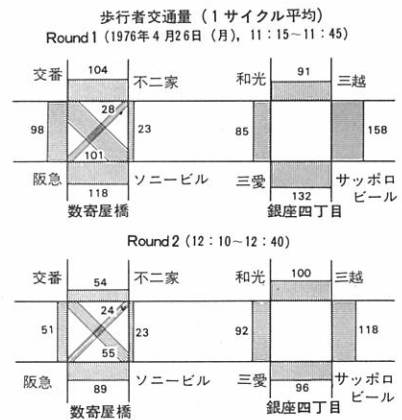 歩行者交通量(1サイクル平均)
Round1(1976年4月26日(月),11:15~11:45)
交番 104 不二家 和光 91 三越
28
98 23 85 158
101
阪急 118 ソニービル 三愛 132 サッポロ
ビール
数寄屋橋 銀座四丁目
Round2(12:10~12:40)
交番 54 不二家 和光 100 三越
24
51 23 92 118
55
阪急 89 ソニービル 三愛 96 サッポロ
ビール
数寄屋橋 銀座四丁目